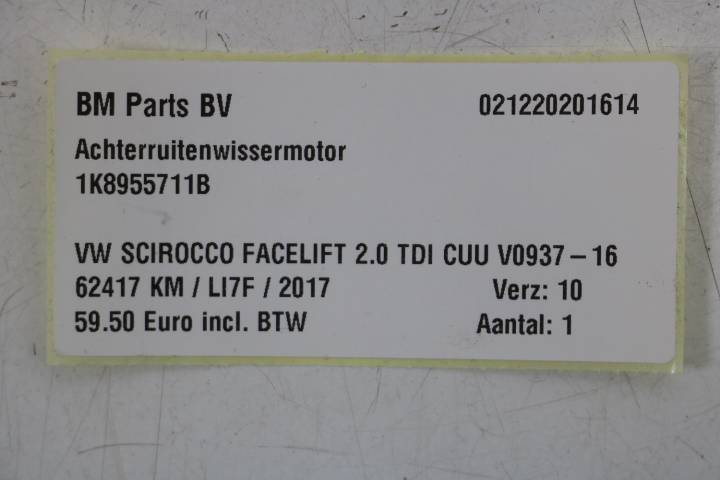 BM Parts BV 021220201614
Achterruitenwissermotor
1K8955711B
VW SCIROCCO FACELIFT 2.0 TDI CUU V0937-16
62417 KM / LI7F / 2017 Verz: 10
59.50 Euro incl. BTW Aantal: 1